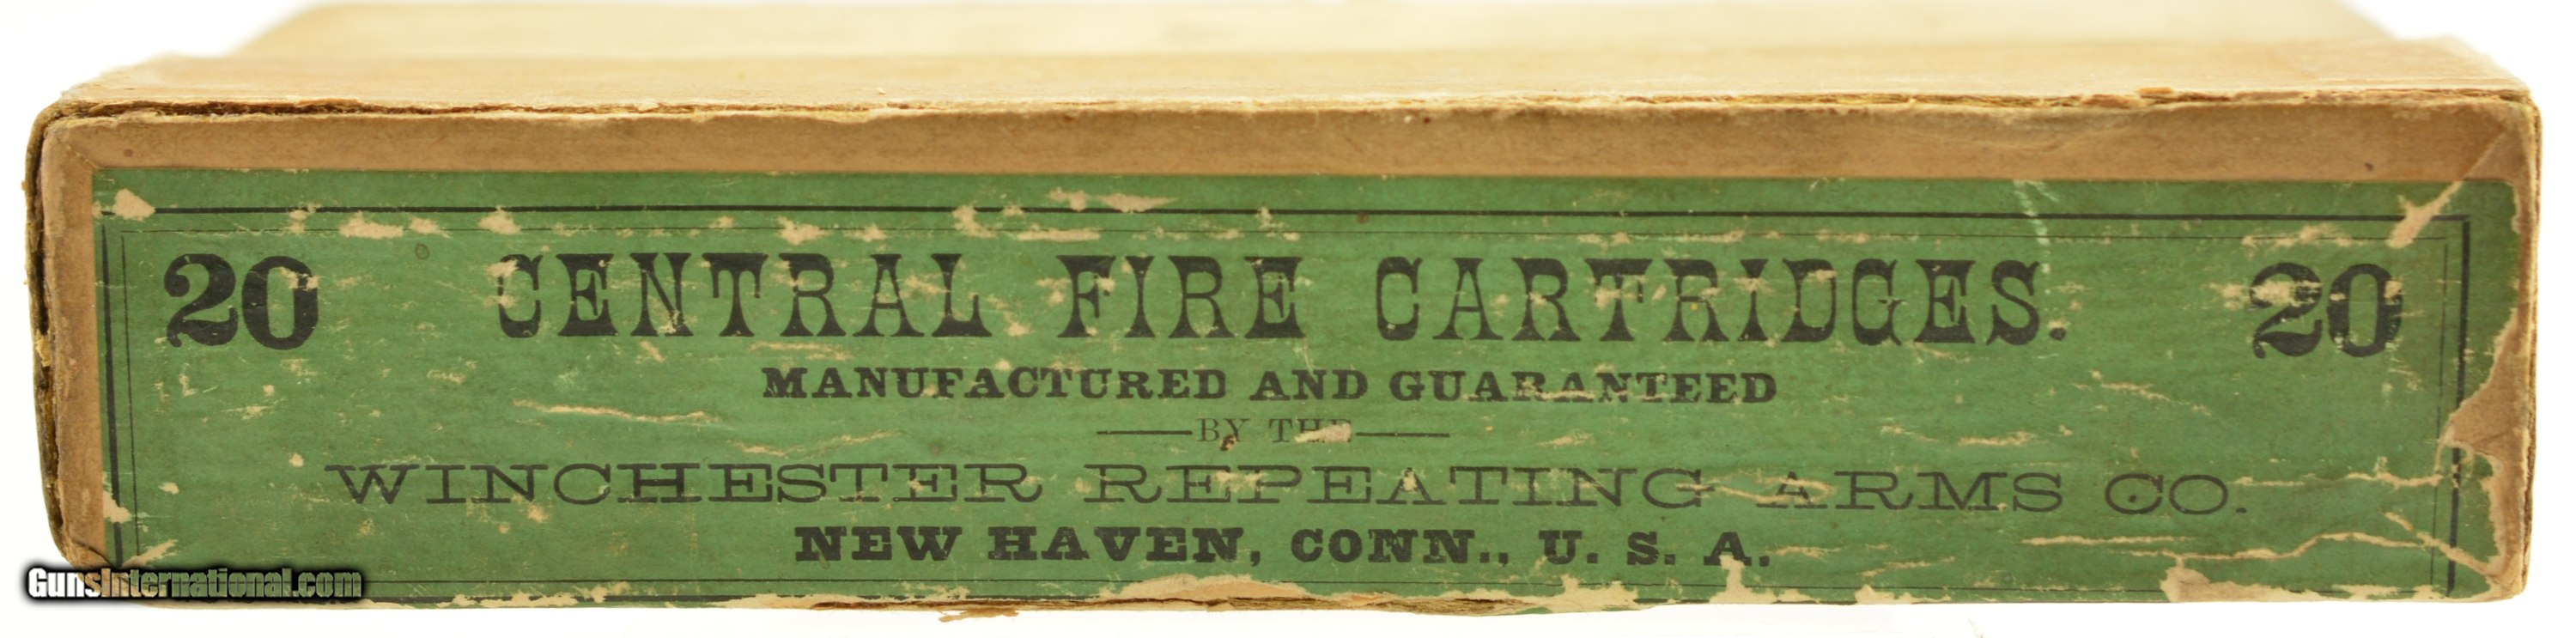 20 CENTRAL FIRE CARTRIDGES. 20
MANUFACTURED AND GUARANTEED
BY THE
WINCHESTER REPEATING ARMS CO.
NEW HAVEN, CONN., U. S. A.
GunsInternational.com